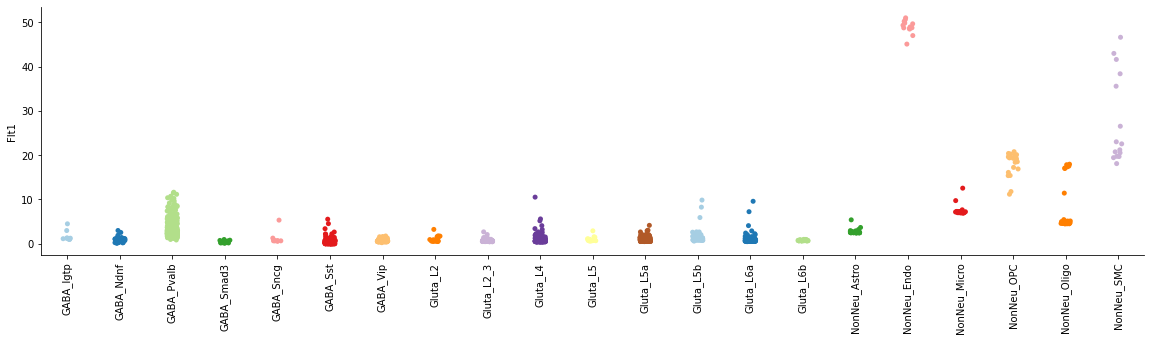 50
40
30
20
10
0
Flt1
GABA_Igtp
GABA_Ndnf
GABA_Pvalb
GABA_Smad3
GABA_Sncg
GABA_Sst
GABA_Vip
Gluta_L2
Gluta_L2_3
Gluta_L4
Gluta_L5
Gluta_L5a
Gluta_L5b
Gluta_L6a
Gluta_L6b
NonNeu_Astro
NonNeu_Endo
NonNeu_Micro
NonNeu_OPC
NonNeu_Oligo
NonNeu_SMC